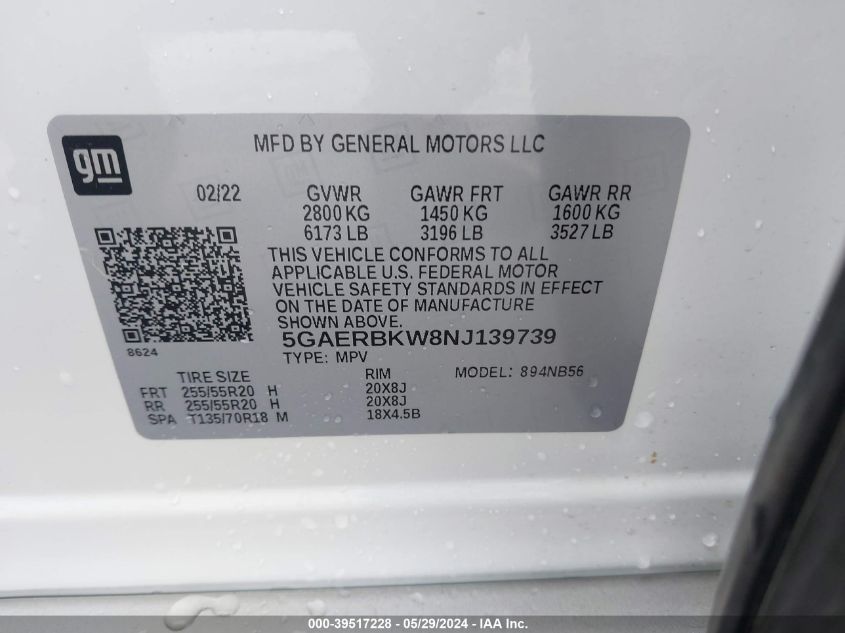 gm
MFD BY GENERAL MOTORS LLC
02/22 GVWR GAWR FRT GAWR RR
2800 KG 1450 KG 1600 KG
6173 LB 3196 LB 3527 LB
THIS VEHICLE CONFORMS TO ALL
APPLICABLE U.S. FEDERAL MOTOR
VEHICLE SAFETY STANDARDS IN EFFECT
ON THE DATE OF MANUFACTURE
SHOWN ABOVE.
5GAERBKW8NJ139739
8624
TYPE: MPV
TIRE SIZE RIM MODEL: 894NB56
FRT 255/55R20 H 20X8J
RR 255/55R20 H 20X8J
SPA T135/70R18 M 18X4.5B
000-39517228 - 05/29/2024 - IAA Inc.